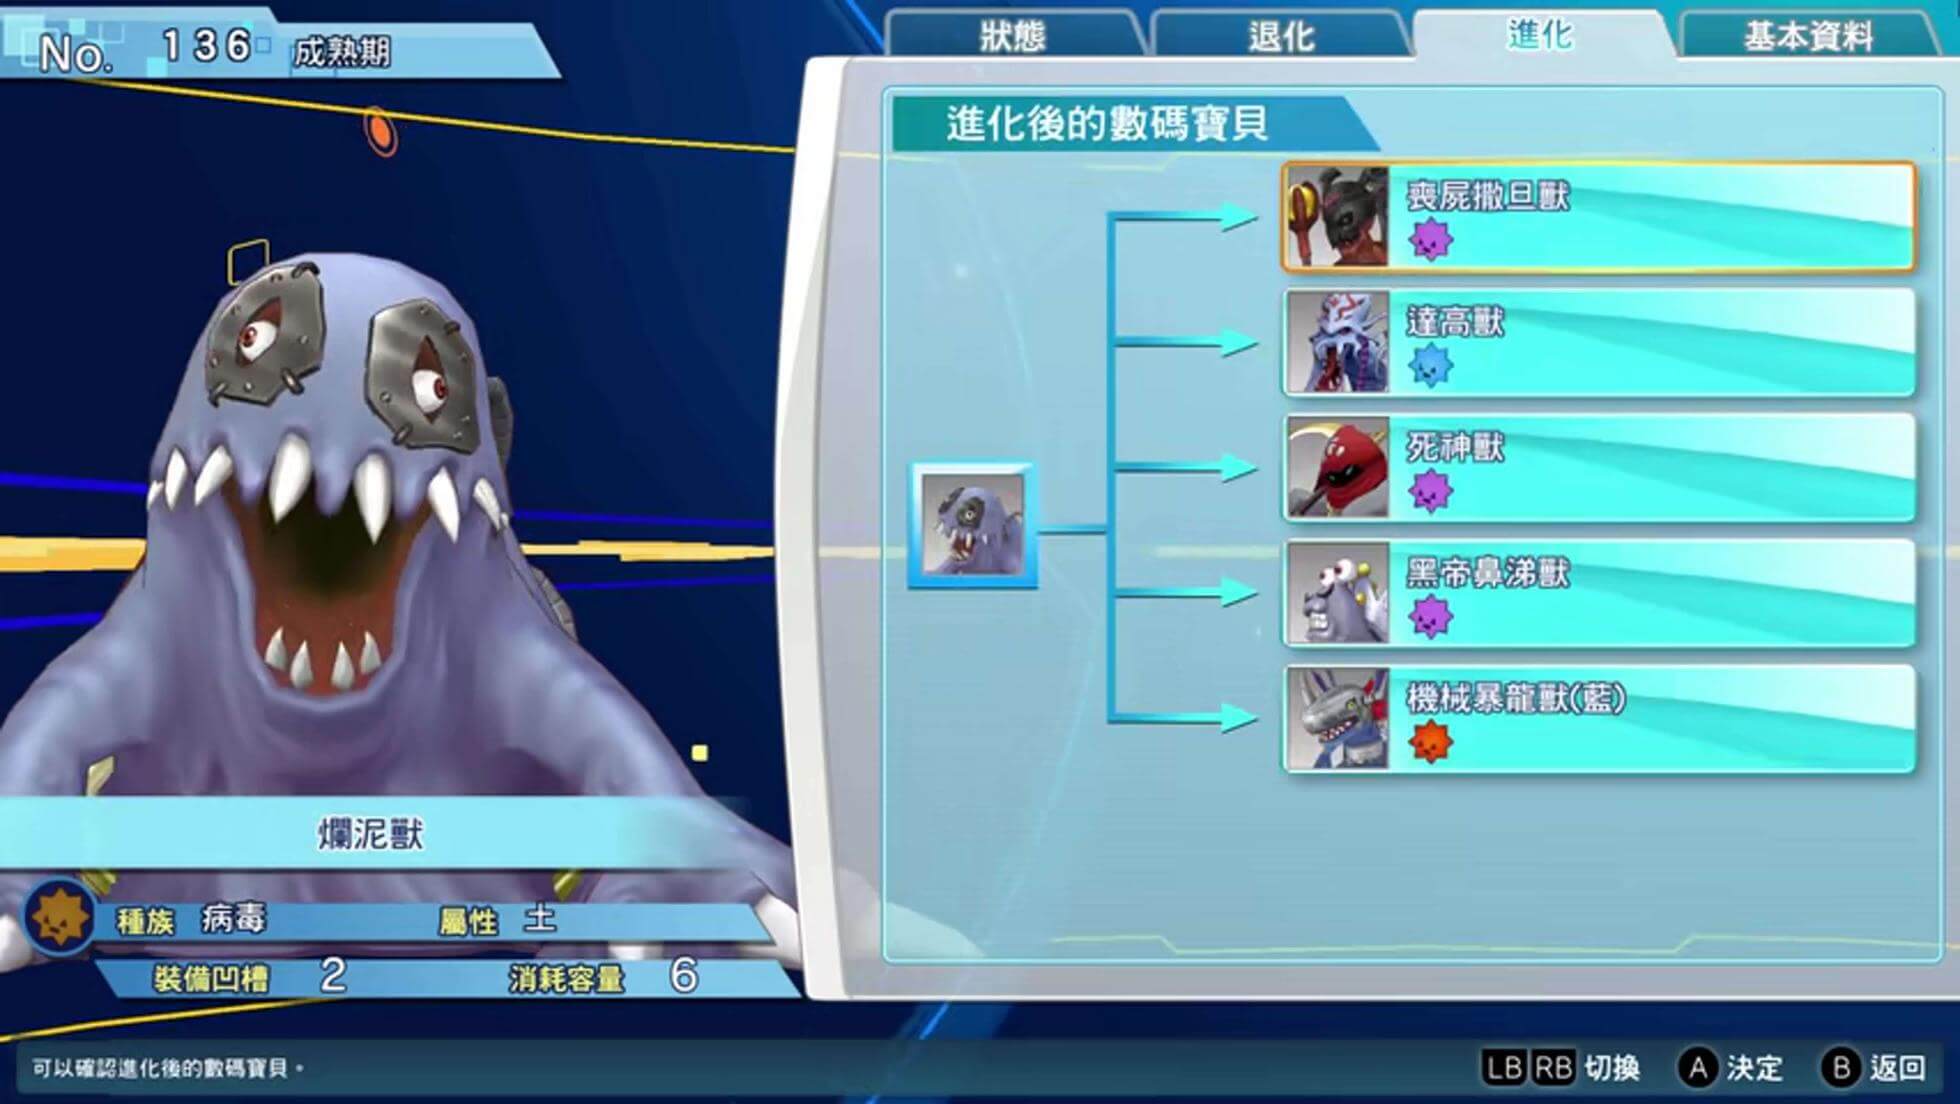 No. 136 成熟期
狀態 退化 進化 基本資料
進化後的數碼寶貝
喪屍撒旦獸
達高獸
死神獸
黑帝鼻涕獸
機械暴龍獸(藍)
爛泥獸
種族 病毒 屬性 土
裝備凹槽 2 消耗容量 6
可以確認進化後的數碼寶貝。
LB RB 切換 A 決定 B 返回